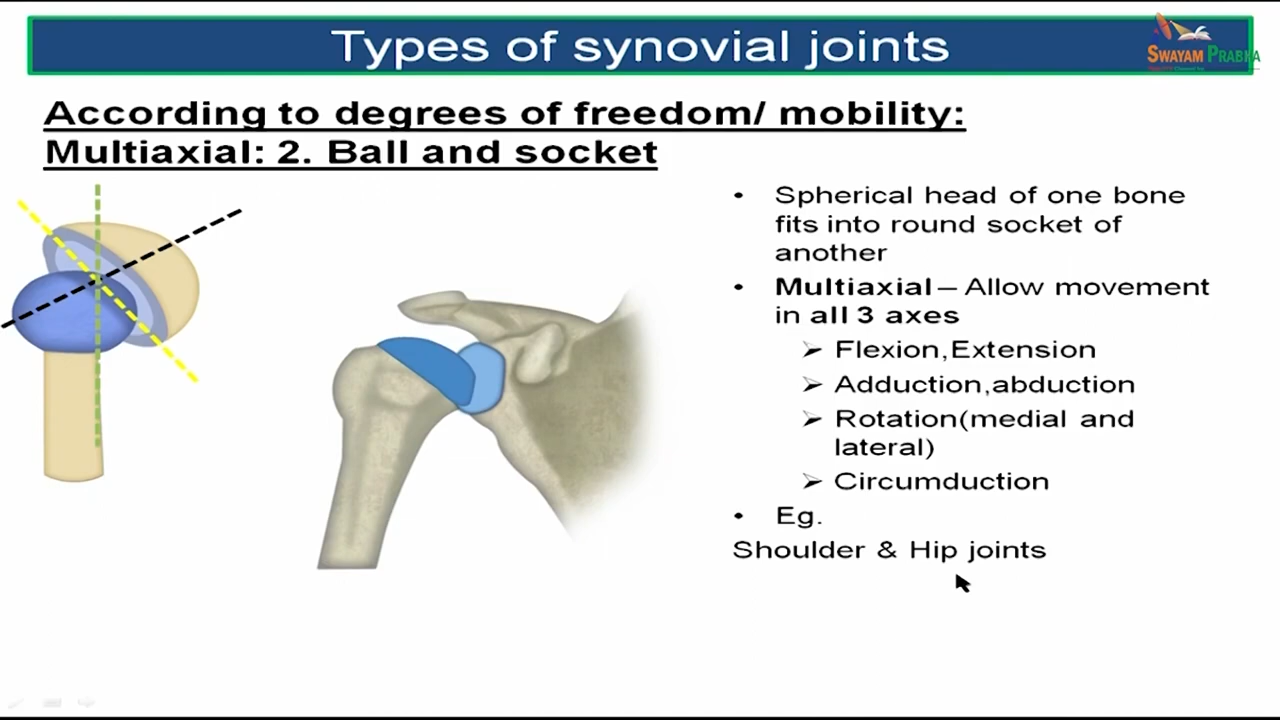 Types of synovial joints
SWAYAM PRABHA
According to degrees of freedom/ mobility:
Multiaxial: 2. Ball and socket
• Spherical head of one bone
fits into round socket of
another
• Multiaxial – Allow movement
in all 3 axes
➢ Flexion,Extension
➢ Adduction,abduction
➢ Rotation(medial and
lateral)
➢ Circumduction
• Eg.
Shoulder & Hip joints